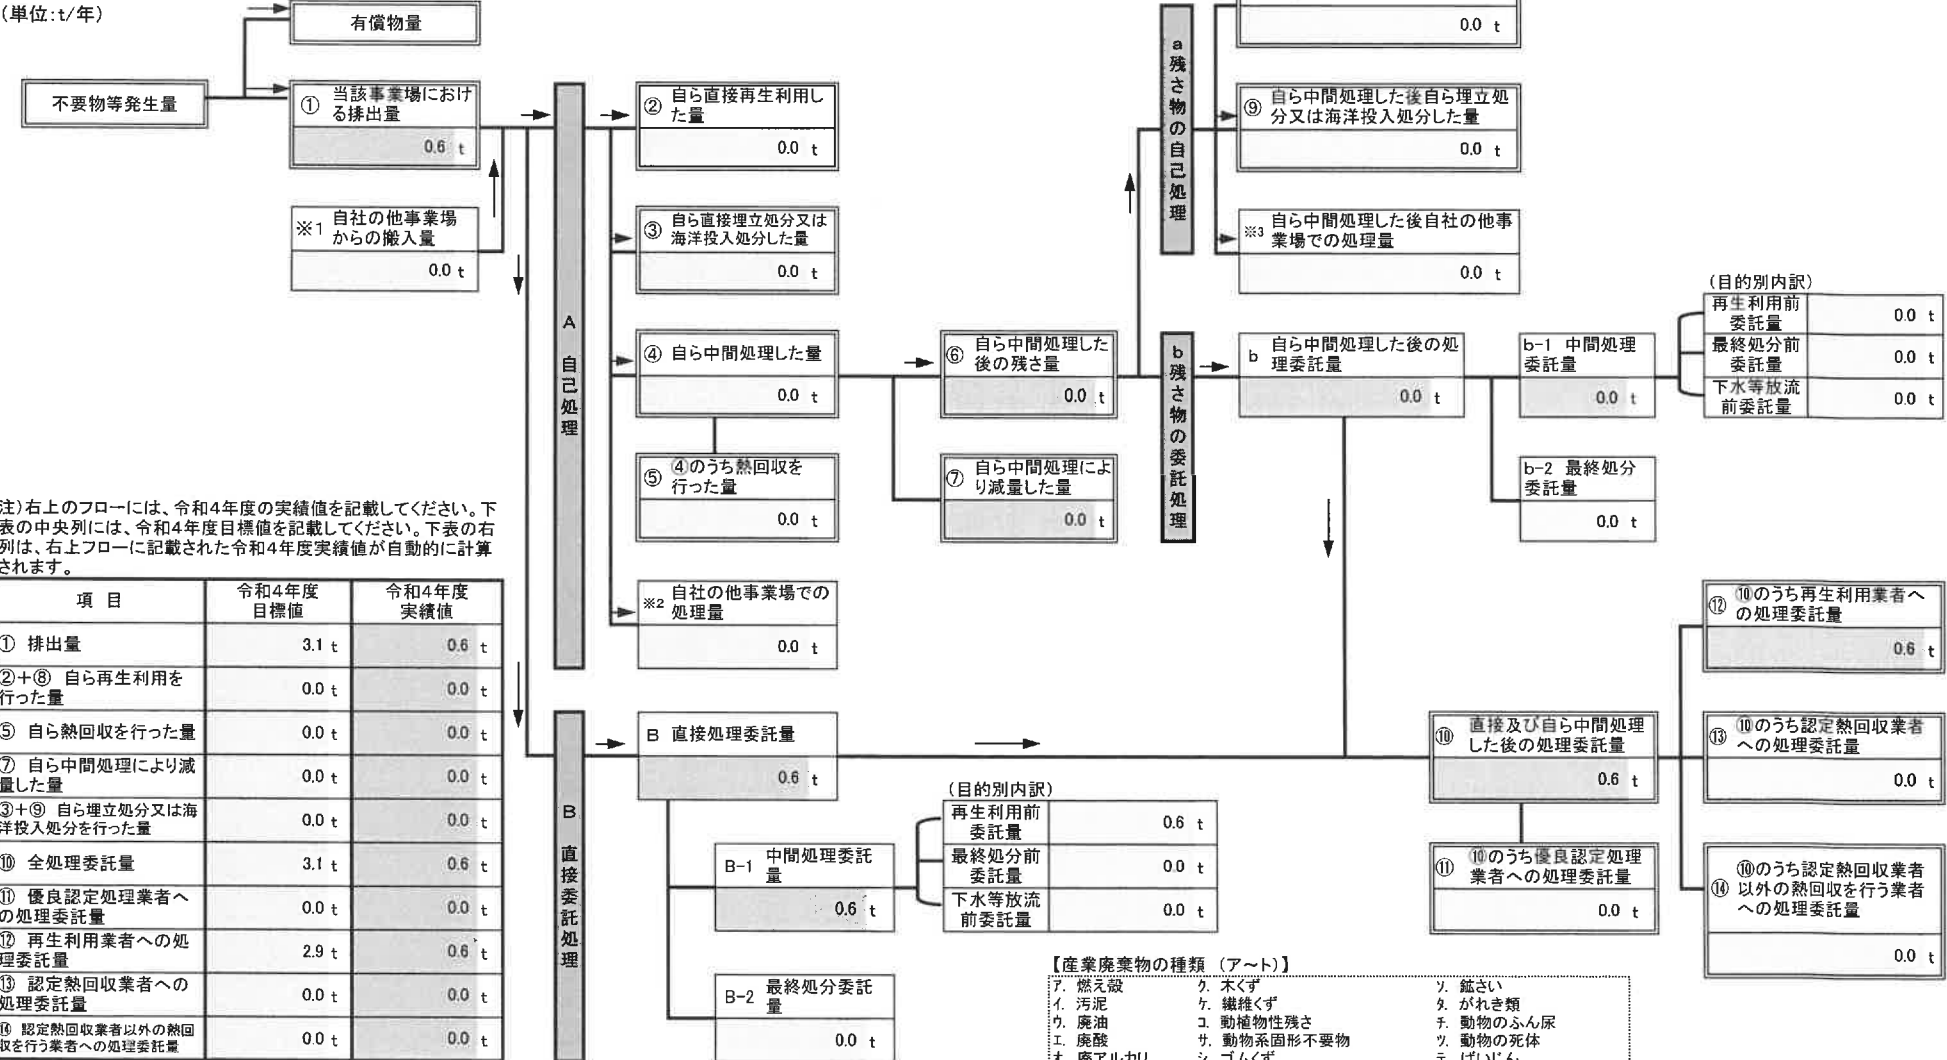 (単位:t/年)
有償物量
不要物等発生量
① 当該事業場におけ
る排出量
0.6 t
※1 自社の他事業場
からの搬入量
0.0 t
A 自己処理
② 自ら直接再生利用し
た量
0.0 t
③ 自ら直接埋立処分又は
海洋投入処分した量
0.0 t
④ 自ら中間処理した量
0.0 t
⑤ ④のうち熱回収を
行った量
0.0 t
※2 自社の他事業場での
処理量
0.0 t
⑥ 自ら中間処理した
後の残さ量
0.0 t
⑦ 自ら中間処理によ
り減量した量
0.0 t
a 残さ物の自己処理
0.0 t
⑨ 自ら中間処理した後自ら埋立処
分又は海洋投入処分した量
0.0 t
※3 自ら中間処理した後自社の他事
業場での処理量
0.0 t
b 残さ物の委託処理
b 自ら中間処理した後の処
理委託量
0.0 t
b-1 中間処理
委託量
0.0 t
b-2 最終処分
委託量
0.0 t
(目的別内訳)
再生利用前
委託量
0.0 t
最終処分前
委託量
0.0 t
下水等放流
前委託量
0.0 t
注)右上のフローには、令和4年度の実績値を記載してください。下
表の中央列には、令和4年度目標値を記載してください。下表の右
列は、右上フローに記載された令和4年度実績値が自動的に計算
されます。
項 目 令和4年度 令和4年度
目標値 実績値
① 排出量 3.1 t 0.6 t
②+⑧ 自ら再生利用を
行った量 0.0 t 0.0 t
⑤ 自ら熱回収を行った量 0.0 t 0.0 t
⑦ 自ら中間処理により減
量した量 0.0 t 0.0 t
③+⑨ 自ら埋立処分又は海
洋投入処分を行った量 0.0 t 0.0 t
⑩ 全処理委託量 3.1 t 0.6 t
⑪ 優良認定処理業者へ
の処理委託量 0.0 t 0.0 t
⑫ 再生利用業者への処
理委託量 2.9 t 0.6 t
⑬ 認定熱回収業者への
処理委託量 0.0 t 0.0 t
⑭ 認定熱回収業者以外の熱回
収を行う業者への処理委託量 0.0 t 0.0 t
B 直接委託処理
B 直接処理委託量
0.6 t
B-1 中間処理委託
量
0.6 t
B-2 最終処分委託
量
0.0 t
(目的別内訳)
再生利用前
委託量
0.6 t
最終処分前
委託量
0.0 t
下水等放流
前委託量
0.0 t
⑩ 直接及び自ら中間処理
した後の処理委託量
0.6 t
⑪ ⑩のうち優良認定処理
業者への処理委託量
0.0 t
⑫ ⑩のうち再生利用業者へ
の処理委託量
0.6 t
⑬ ⑩のうち認定熱回収業者
への処理委託量
0.0 t
⑭ ⑩のうち認定熱回収業者
以外の熱回収を行う業者
への処理委託量
0.0 t
【産業廃棄物の種類 (ア~ト)】
ア. 燃え殻 ク. 木くず ソ. 鉱さい
イ. 汚泥 ケ. 繊維くず タ. がれき類
ウ. 廃油 コ. 動植物性残さ チ. 動物のふん尿
エ. 廃酸 サ. 動物系固形不要物 ツ. 動物の死体
オ. 廃アルカリ シ. ゴムくず テ. ばいじん